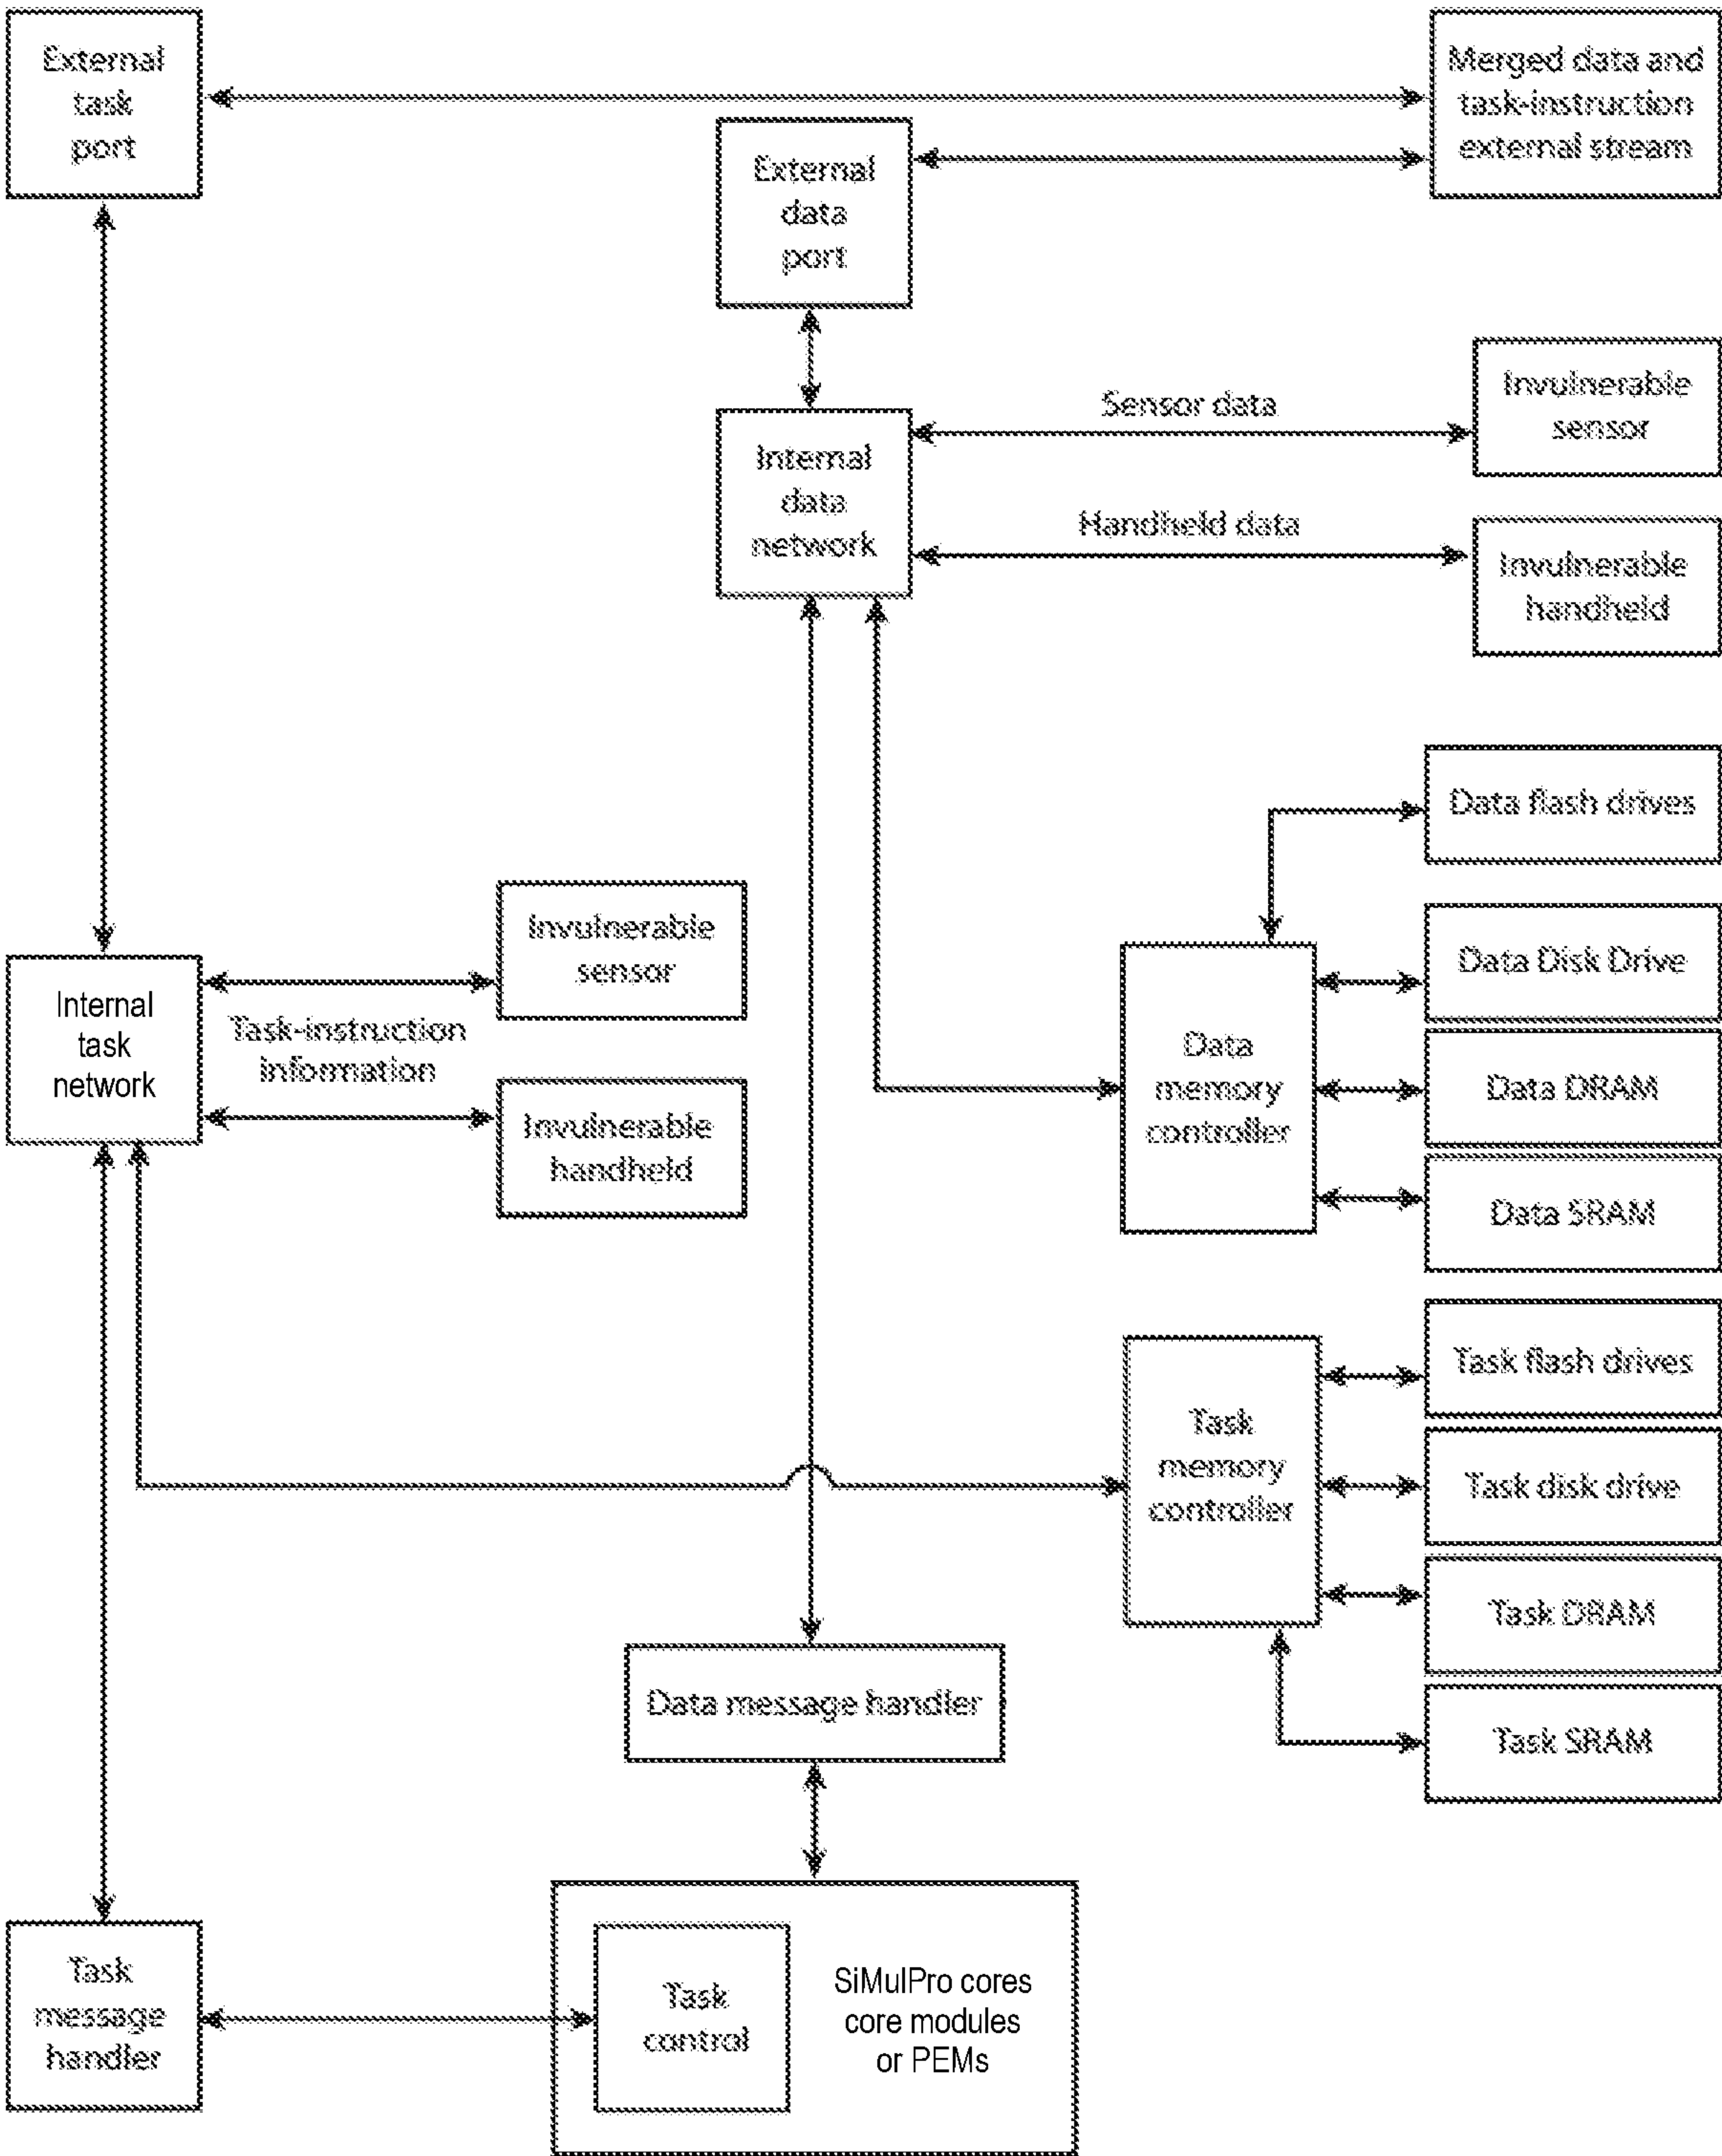 External
task
port
Merged data and
task-instruction
external stream
External
data
port
Sensor data
Invulnerable
sensor
Internal
data
network
Handheld data
Invulnerable
handheld
Data flash drives
Invulnerable
sensor
Data Disk Drive
Internal
task
network
Task-instruction
information
Data
memory
controller
Data DRAM
Invulnerable
handheld
Data SRAM
Task flash drives
Task
memory
controller
Task disk drive
Task DRAM
Data message handler
Task SRAM
Task
message
handler
Task
control
SiMulPro cores
core modules
or PEMs